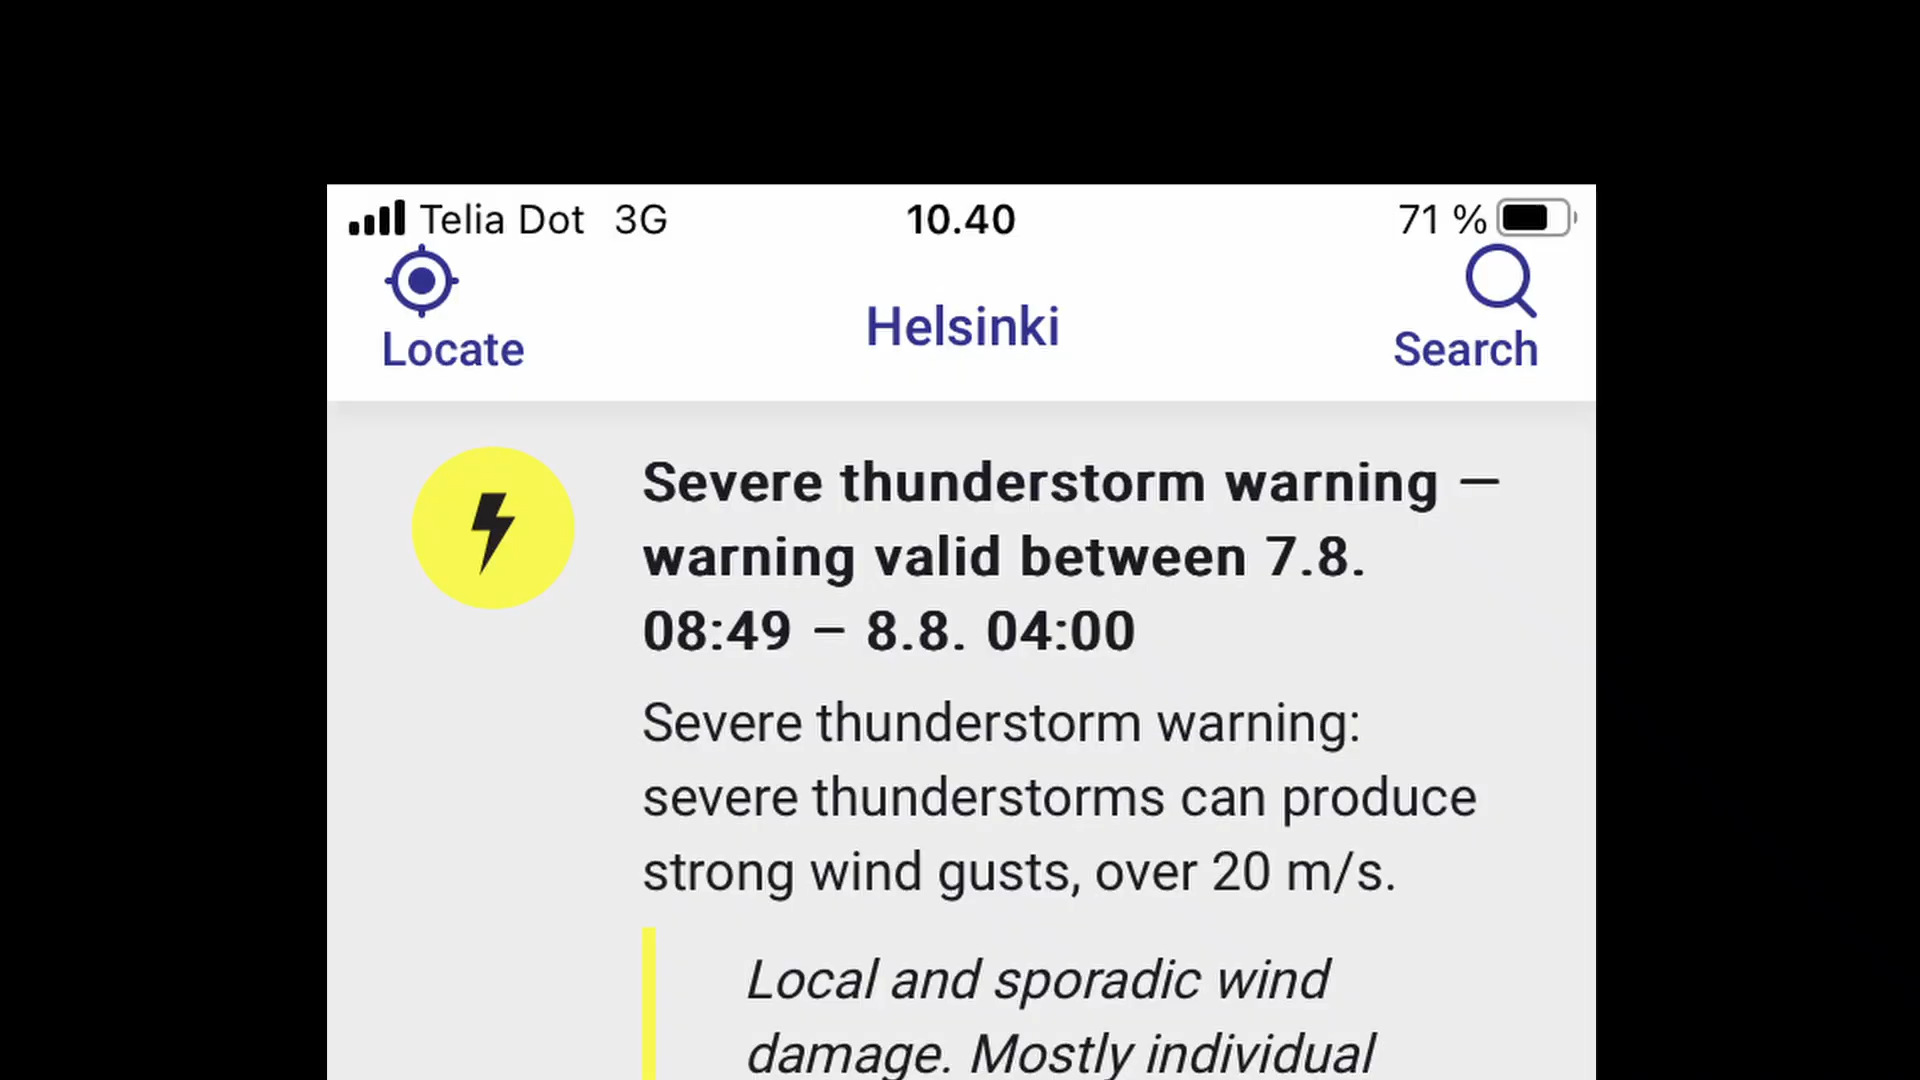 Telia Dot 3G 10.40 71 %
Locate Helsinki Search
Severe thunderstorm warning —
warning valid between 7.8.
08:49 – 8.8. 04:00
Severe thunderstorm warning:
severe thunderstorms can produce
strong wind gusts, over 20 m/s.
Local and sporadic wind
damage. Mostly individual